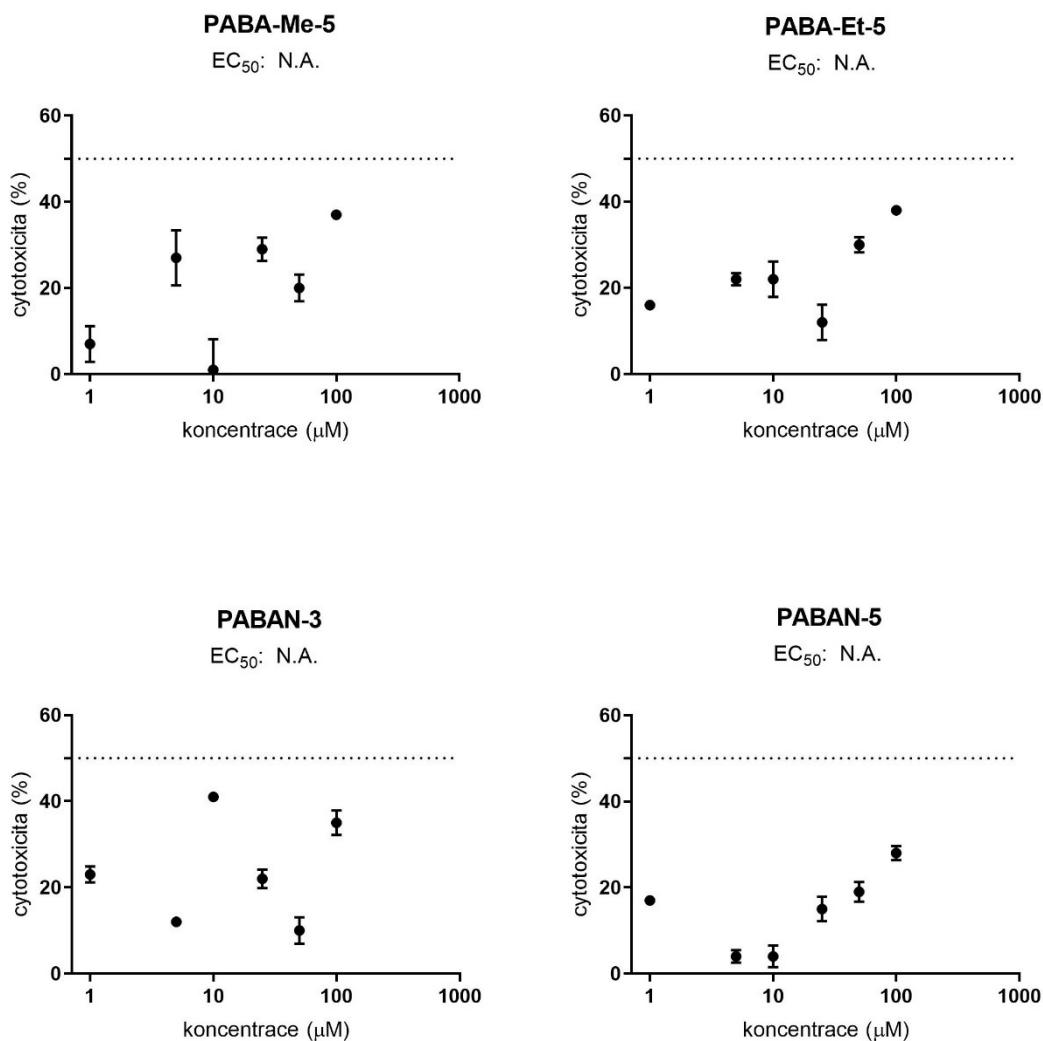 PABA-Me-5
EC₅₀: N.A.
60
40
20
0
cytotoxicita (%)
1 10 100 1000
koncentrace (µM)
PABA-Et-5
EC₅₀: N.A.
60
40
20
0
cytotoxicita (%)
1 10 100 1000
koncentrace (µM)
PABAN-3
EC₅₀: N.A.
60
40
20
0
cytotoxicita (%)
1 10 100 1000
koncentrace (µM)
PABAN-5
EC₅₀: N.A.
60
40
20
0
cytotoxicita (%)
1 10 100 1000
koncentrace (µM)